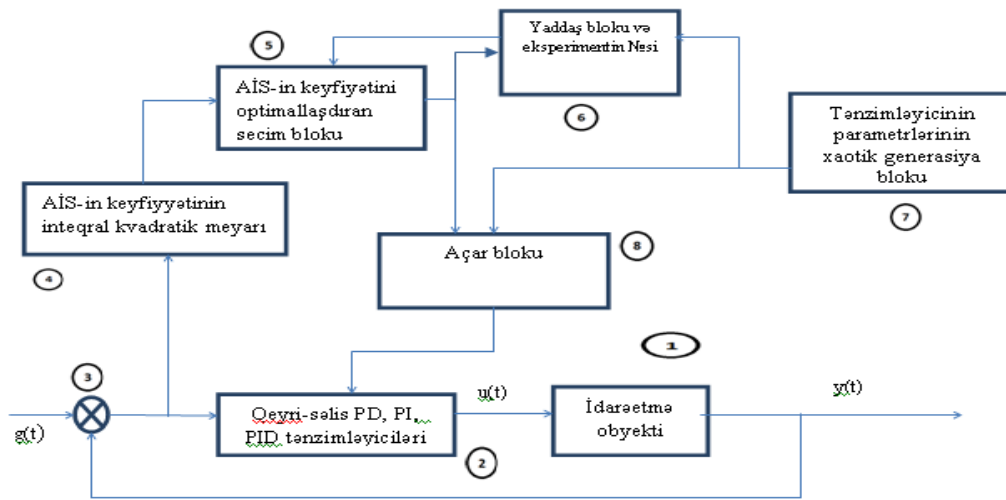 Yaddaş bloku və
eksperimentin Nesi
5
AİS-in keyfiyətini
optimallaşdıran
secim bloku
6
Tənzimləyicinin
parametrlərinin
xaotik generasiya
bloku
7
AİS-in keyfiyyətinin
inteqral kvadratik meyarı
4
Açar bloku
8
1
3
g(t)
Qeyri-səlis PD, PI,
PID tənzimləyiciləri
2
u(t)
İdarəetmə
obyekti
y(t)